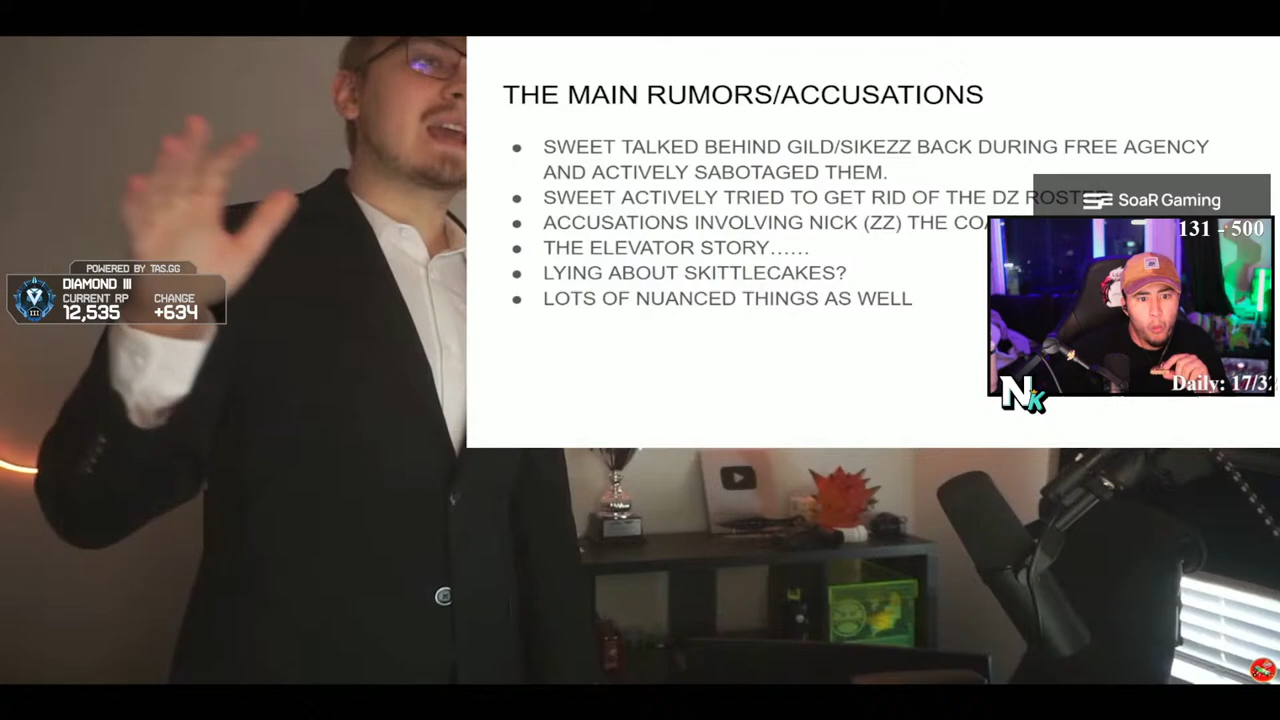 THE MAIN RUMORS/ACCUSATIONS
SWEET TALKED BEHIND GILD/SIKEZZ BACK DURING FREE AGENCY
AND ACTIVELY SABOTAGED THEM.
SWEET ACTIVELY TRIED TO GET RID OF THE DZ ROSTER
SoaR Gaming
ACCUSATIONS INVOLVING NICK (ZZ) THE
131 - 500
THE ELEVATOR STORY......
POWERED BY TAS.GG
LYING ABOUT SKITTLECAKES?
DIAMOND III
CURRENT RP CHANGE
12,535 +634
III
LOTS OF NUANCED THINGS AS WELL
Daily: 17/32
NK